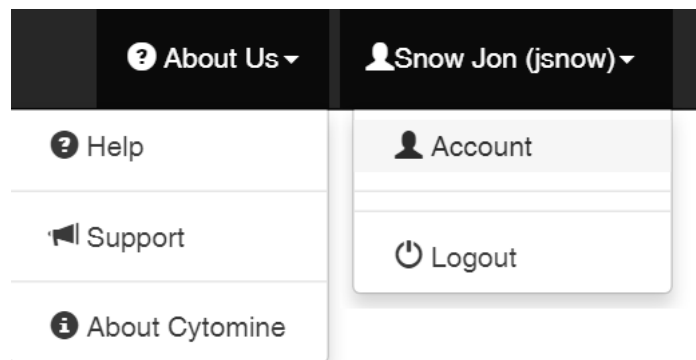 About Us
Snow Jon (jsnow)
Help
Support
About Cytomine
Account
Logout